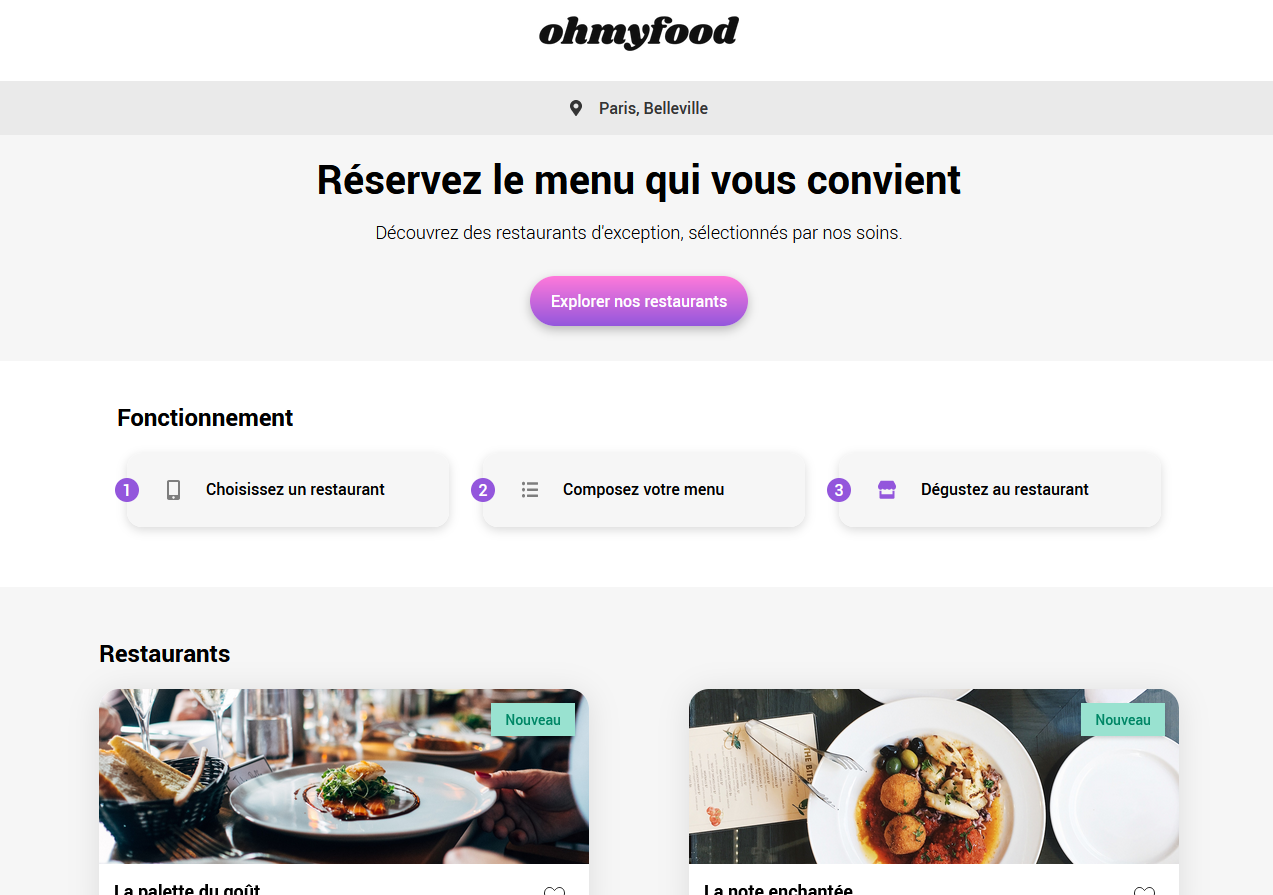 ohmyfood
Paris, Belleville
Réservez le menu qui vous convient
Découvrez des restaurants d'exception, sélectionnés par nos soins.
Explorer nos restaurants
Fonctionnement
1 Choisissez un restaurant
2 Composez votre menu
3 Dégustez au restaurant
Restaurants
Nouveau
Nouveau
THE BITE
La palette du goût
La note enchantée